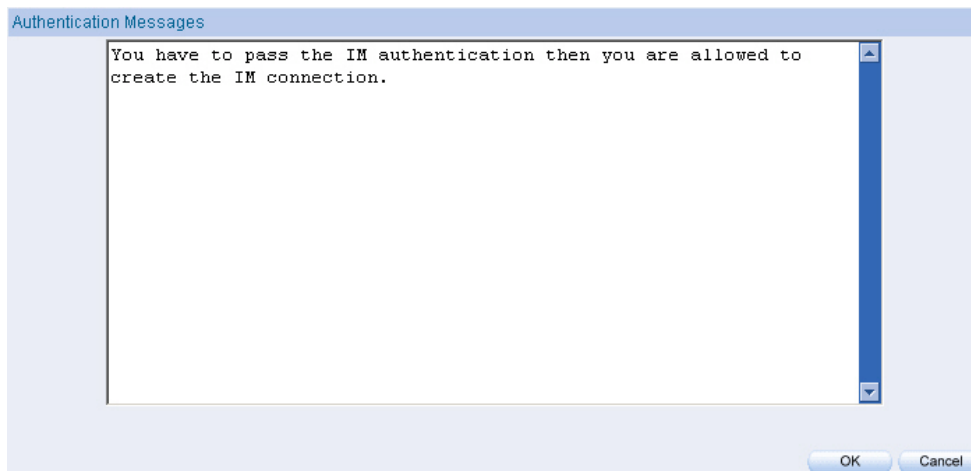 Authentication Messages
You have to pass the IM authentication then you are allowed to
create the IM connection.
OK
Cancel